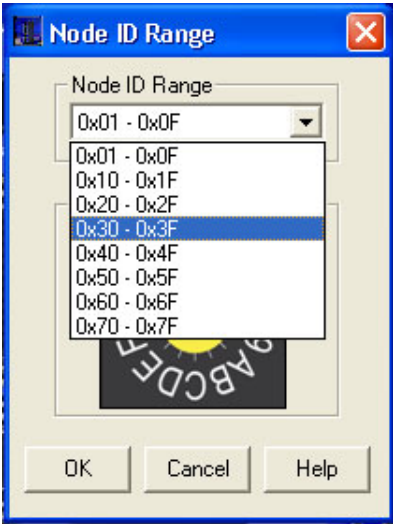 Node ID Range
Node ID Range
0x01 - 0x0F
0x01 - 0x0F
0x10 - 0x1F
0x20 - 0x2F
0x30 - 0x3F
0x40 - 0x4F
0x50 - 0x5F
0x60 - 0x6F
0x70 - 0x7F
9ABCDEF
OK
Cancel
Help